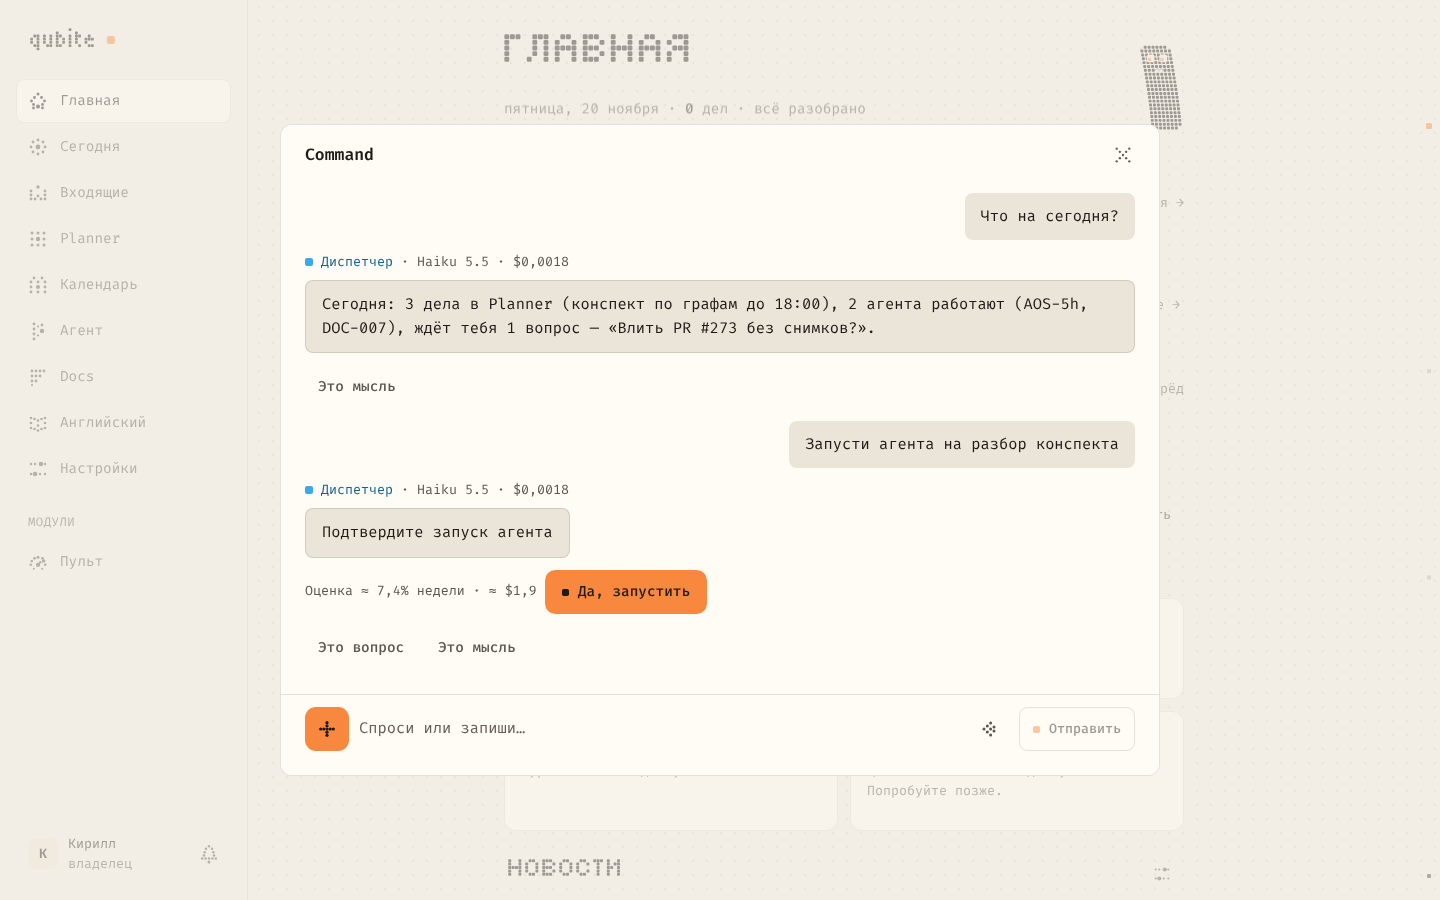 qubite
Главная
Сегодня
Входящие
Planner
Календарь
Агент
Docs
Английский
Настройки
МОДУЛИ
Пульт
К
Кирилл
владелец
ГЛАВНАЯ
пятница, 20 ноября · 0 дел · всё разобрано
Command
Что на сегодня?
Диспетчер · Haiku 5.5 · $0,0018
Сегодня: 3 дела в Planner (конспект по графам до 18:00), 2 агента работают (AOS-5h,
DOC-007), ждёт тебя 1 вопрос — «Влить PR #273 без снимков?».
Это мысль
Запусти агента на разбор конспекта
Диспетчер · Haiku 5.5 · $0,0018
Подтвердите запуск агента
Оценка ≈ 7,4% недели · ≈ $1,9
Да, запустить
Это вопрос Это мысль
Спроси или запиши…
Отправить
Попробуйте позже.
НОВОСТИ